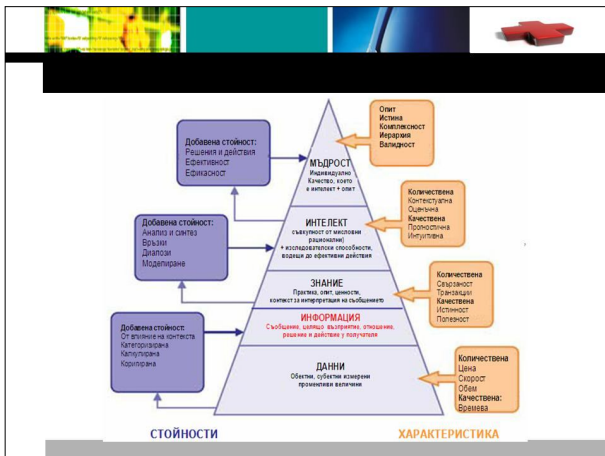 Опит
Истина
Комплексност
Иерархия
Валидност
Добавена стойност:
Решения и действия
Ефективност
Ефикасност
МЪДРОСТ
Индивидуално
Качество, което
е интелект + опит
Количествена
Контекстуална
Оценъчна
Качествена
Прогностична
Интуитивна
Добавена стойност:
Анализ и синтез
Връзки
Диалози
Моделиране
ИНТЕЛЕКТ
съвкупност от мисловни
рационални)
+ изследователски способности,
водещи до ефективни действия
Количествена
Свързаност
Транзакции
Качествена
Истинност
Полезност
ЗНАНИЕ
Практика, опит, ценности,
контекст за интерпретация на съобщението
Добавена стойност:
От влияние на контекста
Категоризирана
Калкулирана
Корилирана
ИНФОРМАЦИЯ
Съобщение, целящо възприятие, отношение,
решение и действие у получателя
ДАННИ
Обектни, субектни измерени
променливи величини
Количествена
Цена
Скорост
Обем
Качествена:
Времева
СТОЙНОСТИ
ХАРАКТЕРИСТИКА